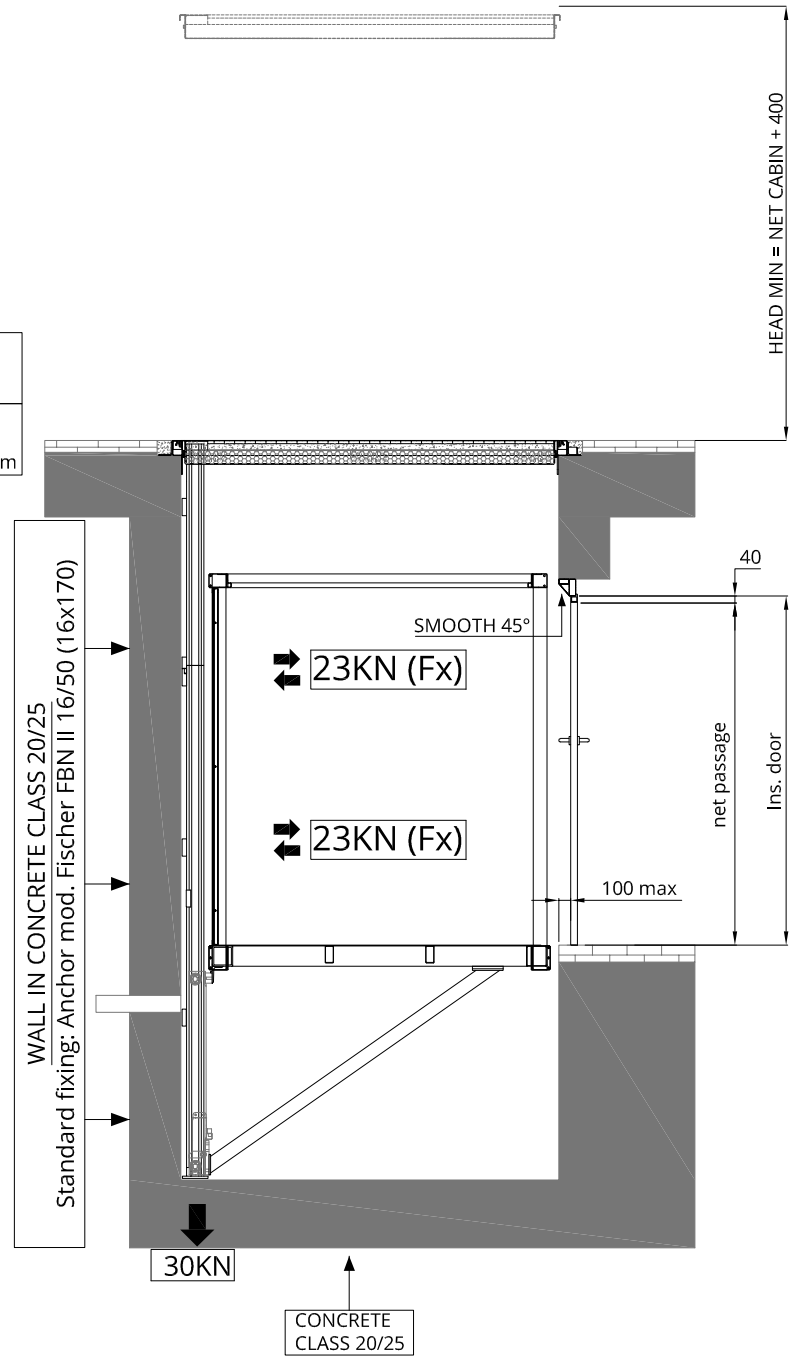 HEAD MIN = NET CABIN + 400
m
WALL IN CONCRETE CLASS 20/25
Standard fixing: Anchor mod. Fischer FBN II 16/50 (16x170)
40
SMOOTH 45°
23KN (Fx)
net passage
Ins. door
23KN (Fx)
100 max
30KN
CONCRETE
CLASS 20/25